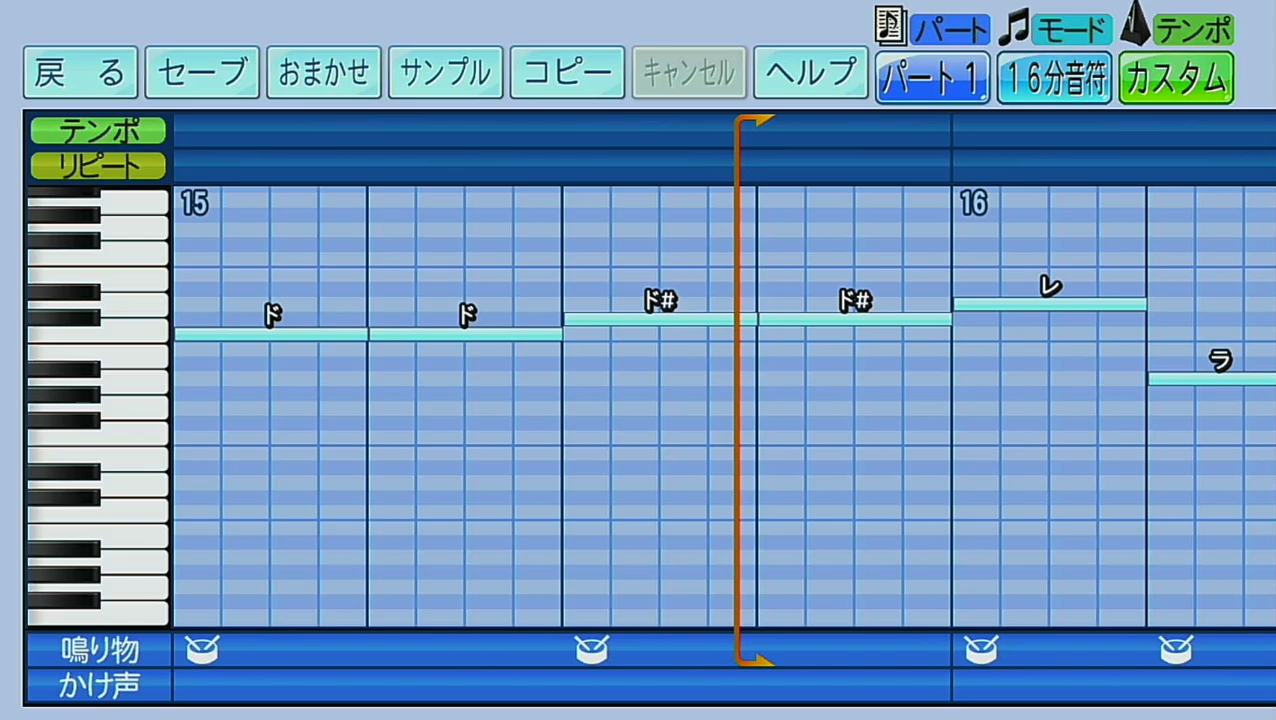 パート モード テンポ
戻る セーブ おまかせ サンプル コピー キャンセル ヘルプ パート1 16分音符 カスタム
テンポ
リピート
15 16
レ
ド# ド#
ド ド
ラ
鳴り物
かけ声